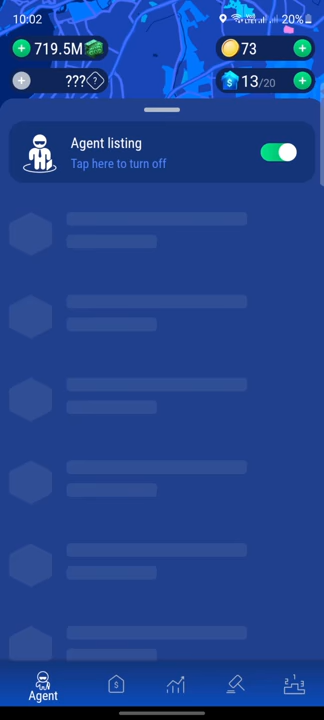 10:02
20%
719.5M
73
???
?
13/20
Agent listing
Tap here to turn off
Agent